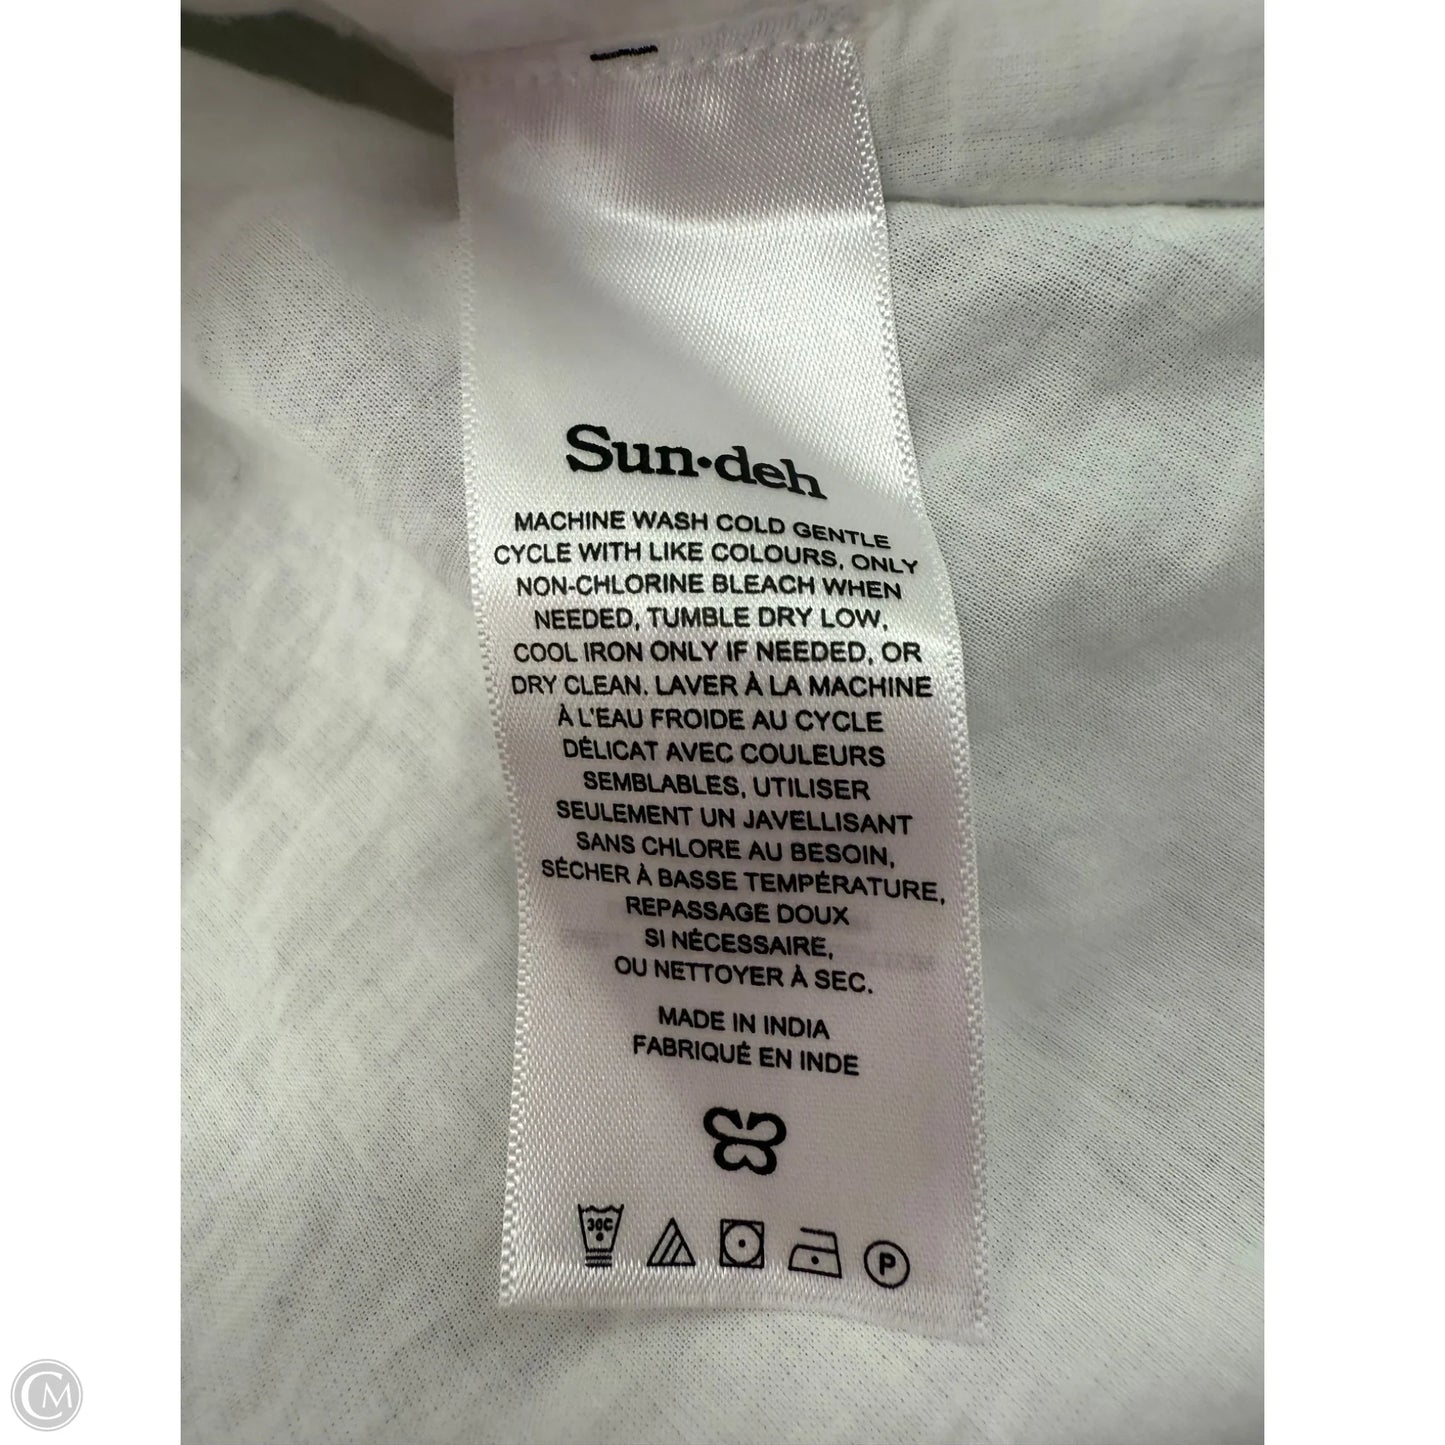 Sun•deh
MACHINE WASH COLD GENTLE
CYCLE WITH LIKE COLOURS, ONLY
NON-CHLORINE BLEACH WHEN
NEEDED, TUMBLE DRY LOW,
COOL IRON ONLY IF NEEDED, OR
DRY CLEAN. LAVER À LA MACHINE
À L'EAU FROIDE AU CYCLE
DÉLICAT AVEC COULEURS
SEMBLABLES, UTILISER
SEULEMENT UN JAVELLISANT
SANS CHLORE AU BESOIN,
SÉCHER À BASSE TEMPÉRATURE,
REPASSAGE DOUX
SI NÉCESSAIRE,
OU NETTOYER À SEC.
MADE IN INDIA
FABRIQUÉ EN INDE
30C
P
CM